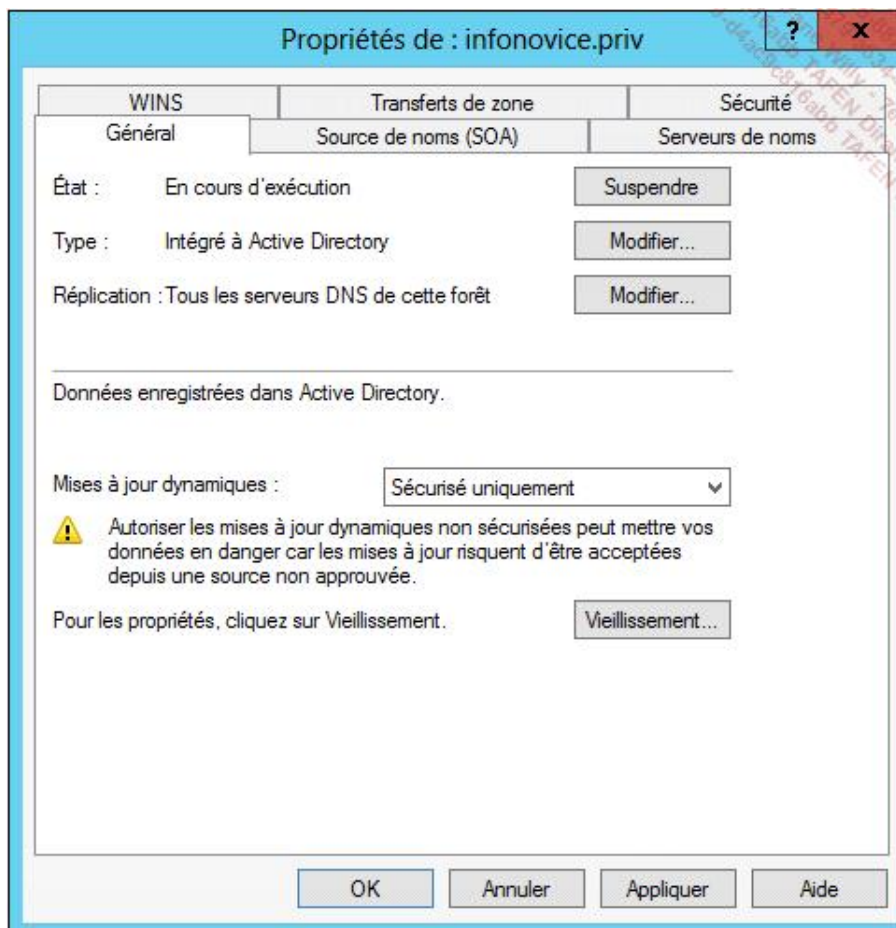 Propriétés de : infonovice.priv
? x
WINS Transferts de zone Sécurité
Général Source de noms (SOA) Serveurs de noms
État : En cours d'exécution Suspendre
Type : Intégré à Active Directory Modifier...
Réplication : Tous les serveurs DNS de cette forêt Modifier...
Données enregistrées dans Active Directory.
Mises à jour dynamiques : Sécurisé uniquement
Autoriser les mises à jour dynamiques non sécurisées peut mettre vos
données en danger car les mises à jour risquent d'être acceptées
depuis une source non approuvée.
Pour les propriétés, cliquez sur Vieillissement. Vieillissement...
OK Annuler Appliquer Aide